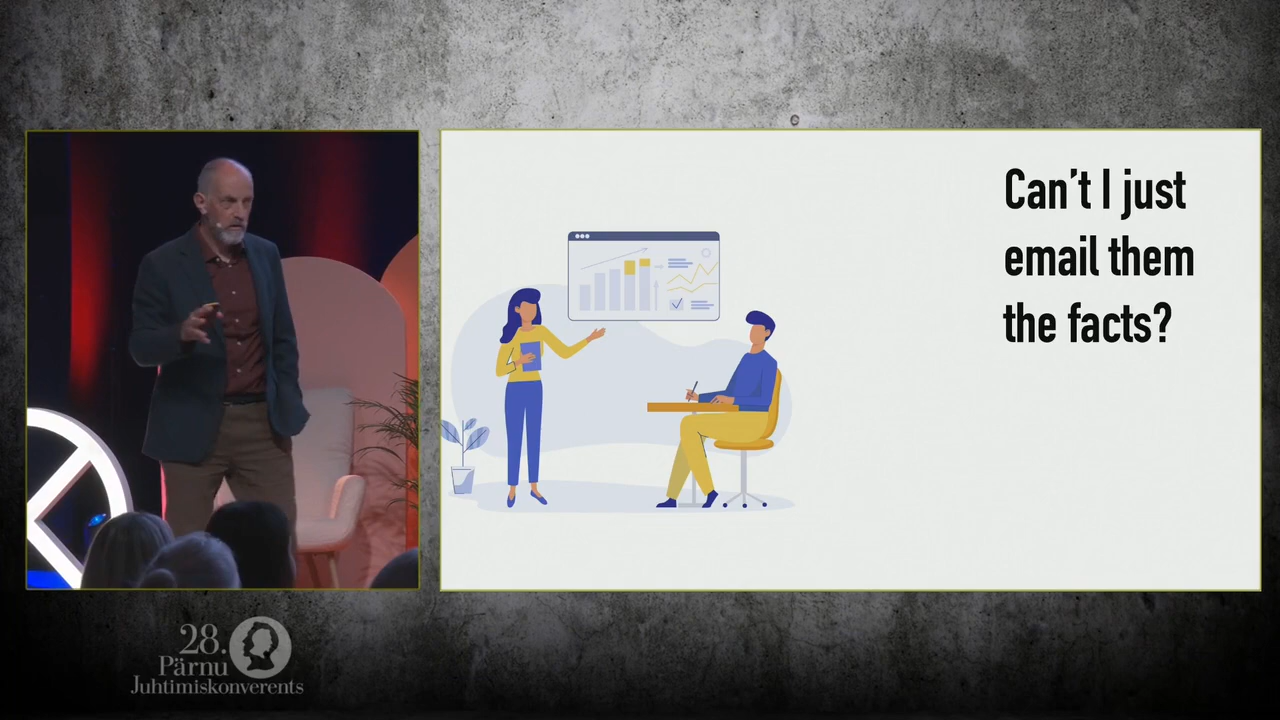 Can't I just
email them
the facts?
28.
Pärnu
Juhtimiskonverents